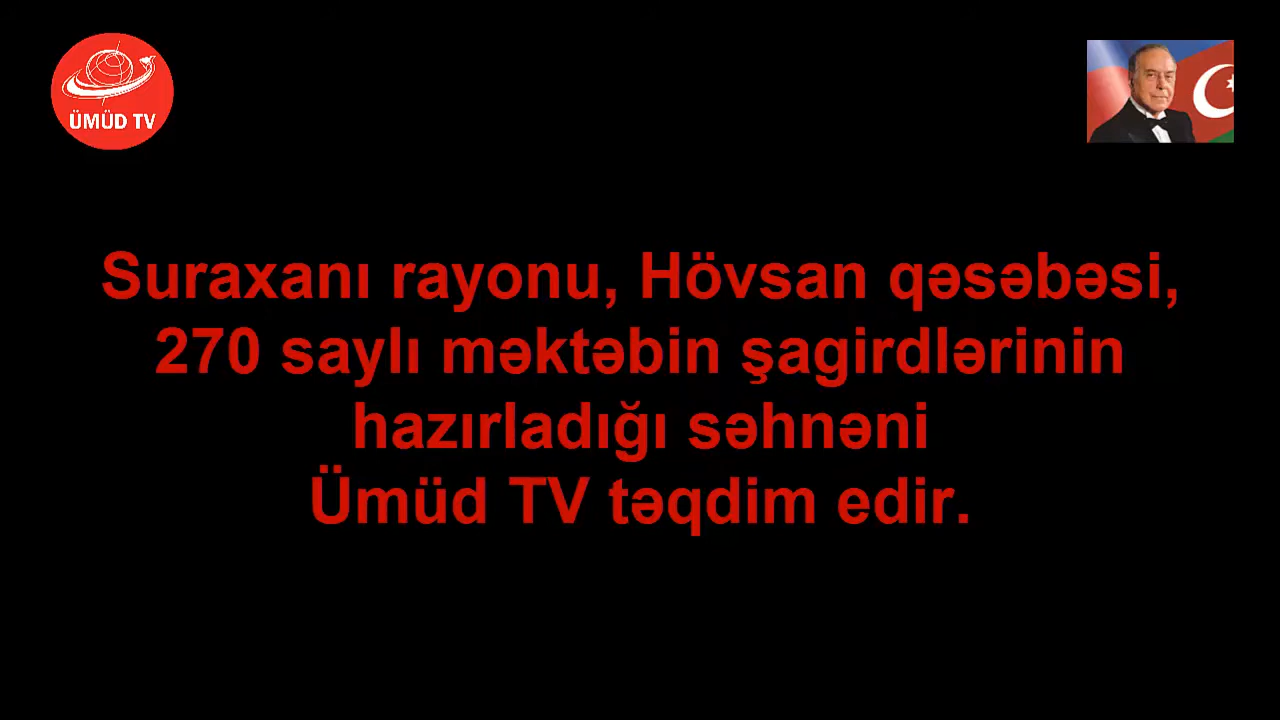 ÜMÜD TV
Suraxanı rayonu, Hövsan qəsəbəsi,
270 saylı məktəbin şagirdlərinin
hazırladığı səhnəni
Ümüd TV təqdim edir.